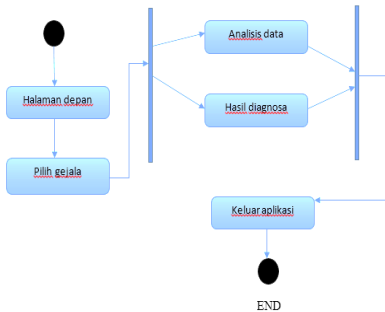 Halaman depan
Pilih gejala
Analisis data
Hasil diagnosa
Keluar aplikasi
END